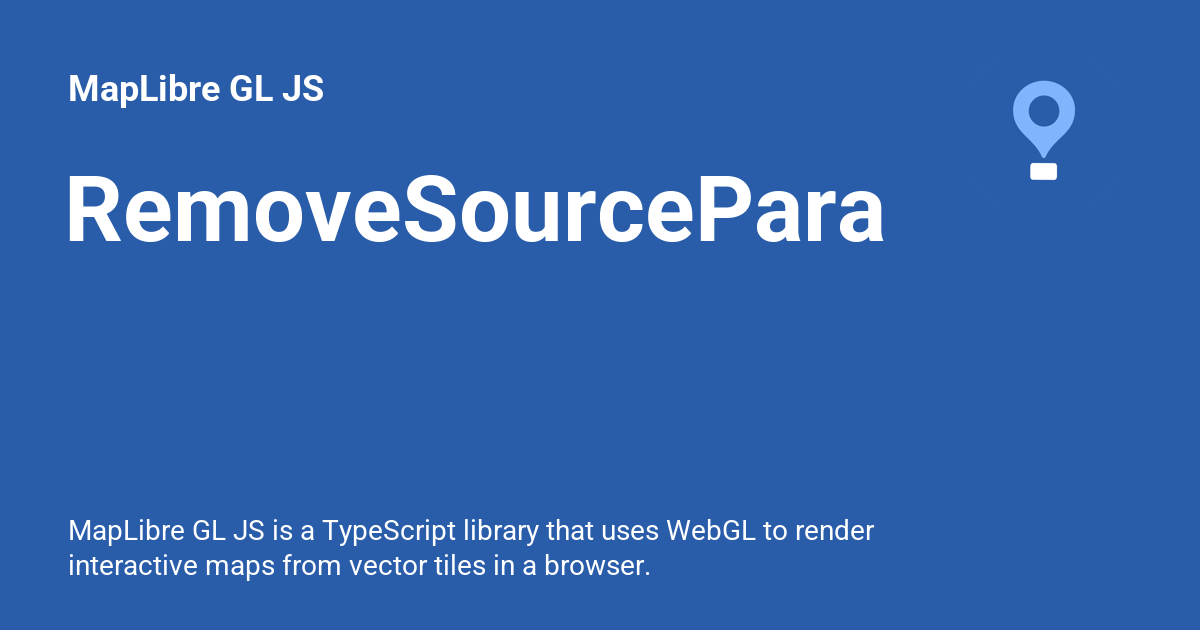 MapLibre GL JS
RemoveSourcePara
MapLibre GL JS is a TypeScript library that uses WebGL to render
interactive maps from vector tiles in a browser.